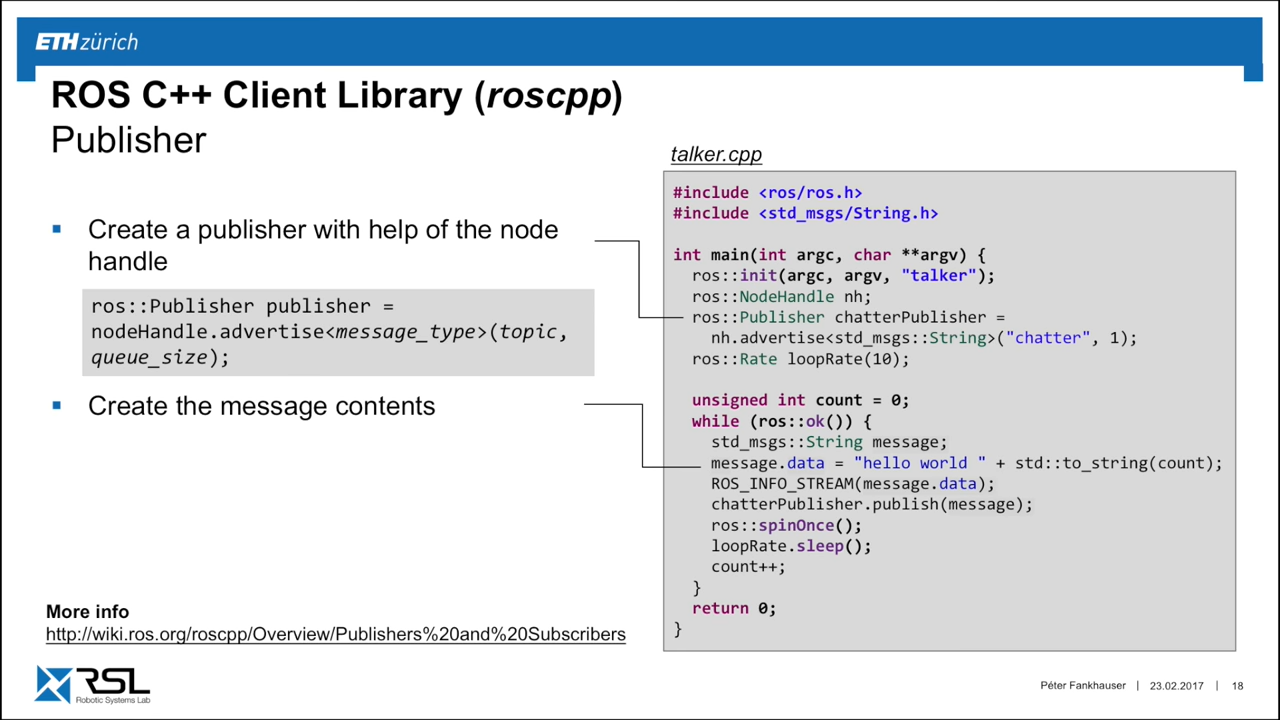 ETH zürich
ROS C++ Client Library (roscpp)
Publisher
▪ Create a publisher with help of the node
handle
ros::Publisher publisher =
nodeHandle.advertise<message_type>(topic,
queue_size);
▪ Create the message contents
More info
http://wiki.ros.org/roscpp/Overview/Publishers%20and%20Subscribers
talker.cpp
#include <ros/ros.h>
#include <std_msgs/String.h>
int main(int argc, char **argv) {
ros::init(argc, argv, "talker");
ros::NodeHandle nh;
ros::Publisher chatterPublisher =
nh.advertise<std_msgs::String>("chatter", 1);
ros::Rate loopRate(10);
unsigned int count = 0;
while (ros::ok()) {
std_msgs::String message;
message.data = "hello world " + std::to_string(count);
ROS_INFO_STREAM(message.data);
chatterPublisher.publish(message);
ros::spinOnce();
loopRate.sleep();
count++;
}
return 0;
}
RSL
Robotic Systems Lab
Péter Fankhauser | 23.02.2017 | 18